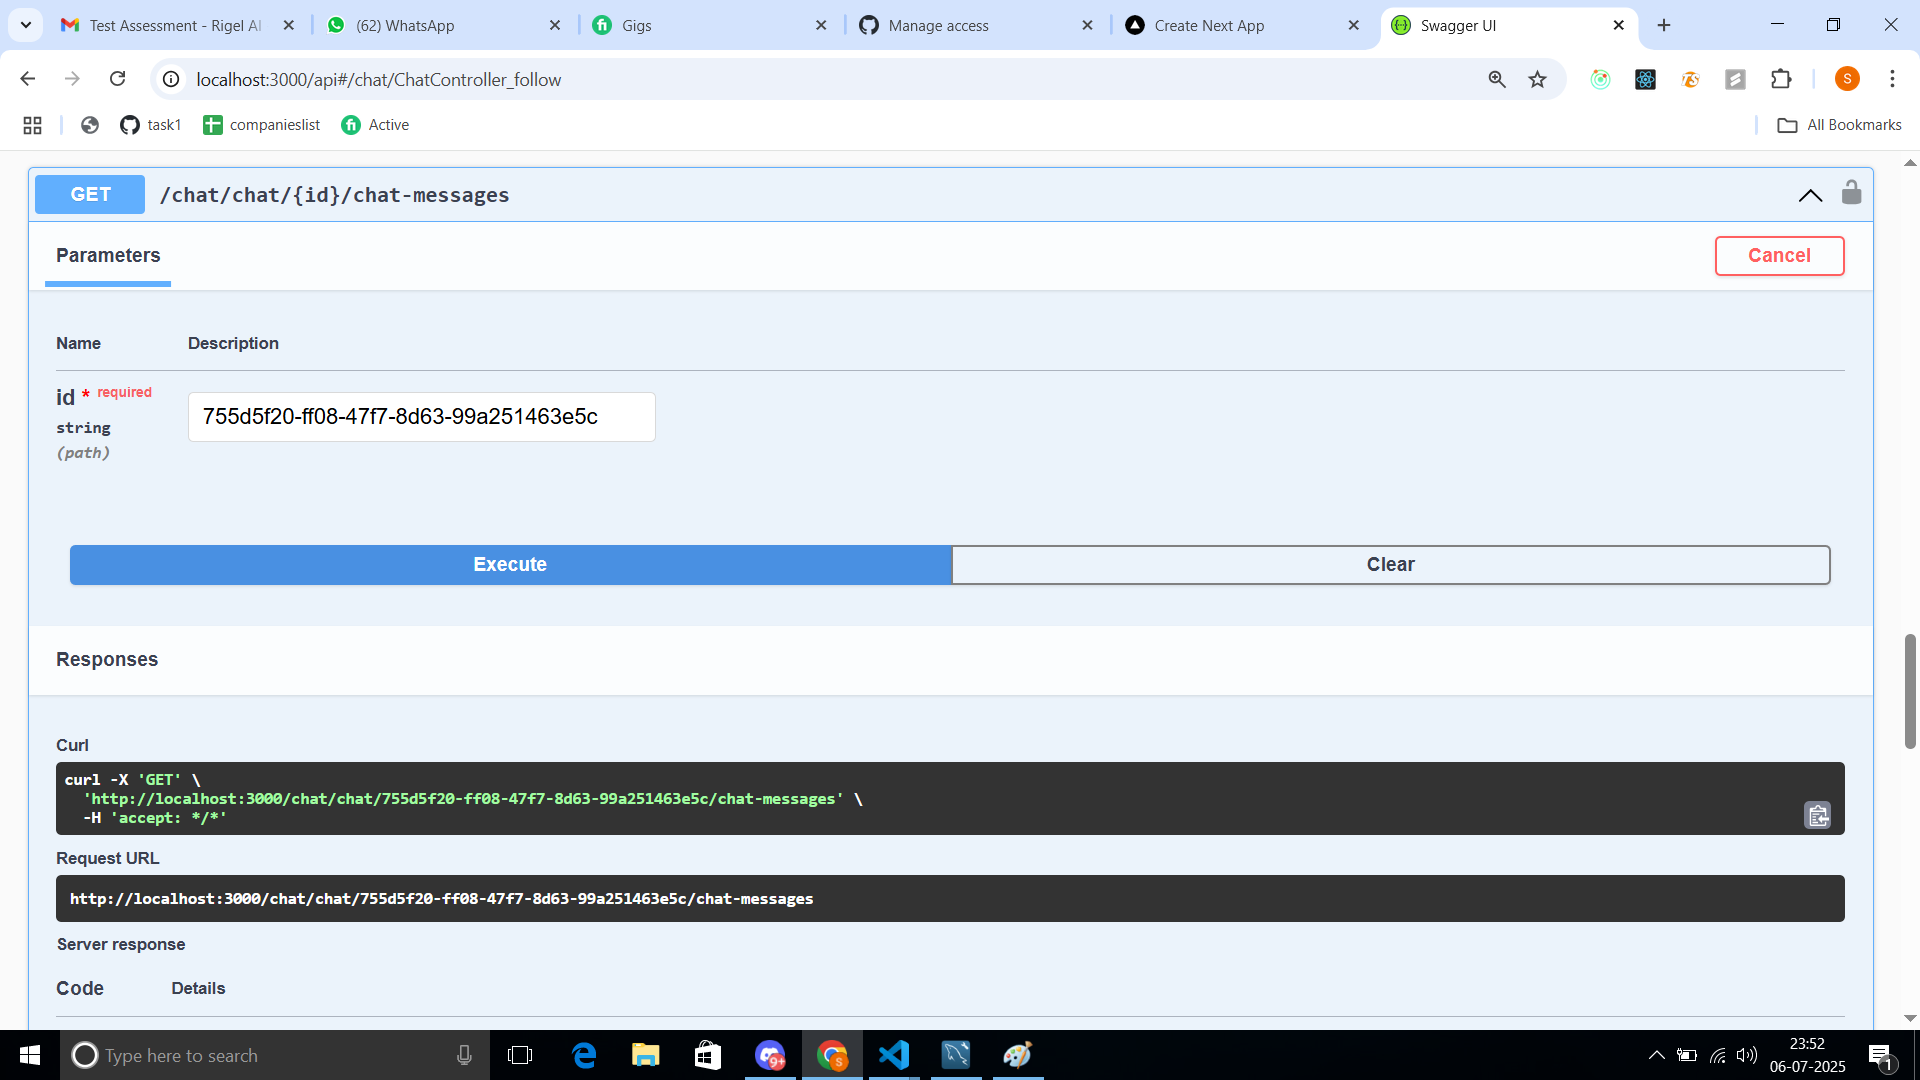 Test Assessment - Rigel AI
(62) WhatsApp
Gigs
Manage access
Create Next App
Swagger UI
localhost:3000/api#/chat/ChatController_follow
S
task1
companieslist
Active
All Bookmarks
GET /chat/chat/{id}/chat-messages
Parameters
Cancel
Name Description
id * required
string
(path)
755d5f20-ff08-47f7-8d63-99a251463e5c
Execute
Clear
Responses
Curl
curl -X 'GET' \
'http://localhost:3000/chat/chat/755d5f20-ff08-47f7-8d63-99a251463e5c/chat-messages' \
-H 'accept: */*'
Request URL
http://localhost:3000/chat/chat/755d5f20-ff08-47f7-8d63-99a251463e5c/chat-messages
Server response
Code Details
Type here to search
9+
S
23:52
06-07-2025
1